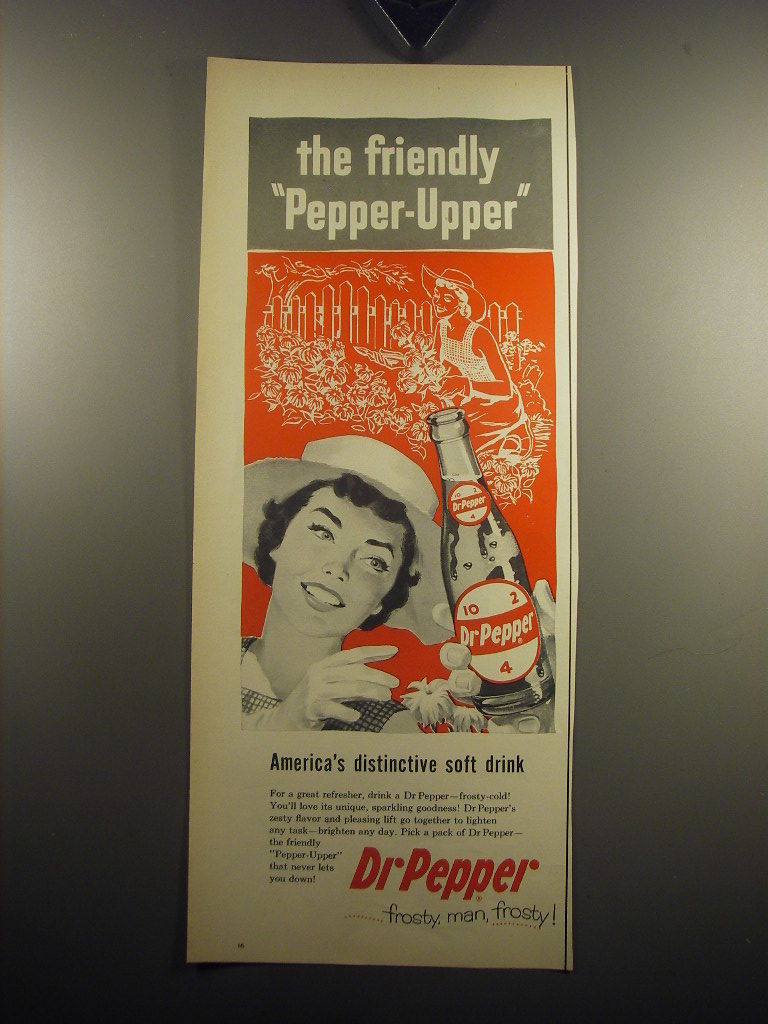 the friendly
"Pepper-Upper"
10 2
Dr Pepper
4
10 2
Dr Pepper®
4
America's distinctive soft drink
For a great refresher, drink a Dr Pepper—frosty-cold!
You'll love its unique, sparkling goodness! Dr Pepper's
zesty flavor and pleasing lift go together to lighten
any task—brighten any day. Pick a pack of Dr Pepper—
the friendly
"Pepper-Upper"
that never lets
you down!
Dr Pepper®
frosty, man, frosty!